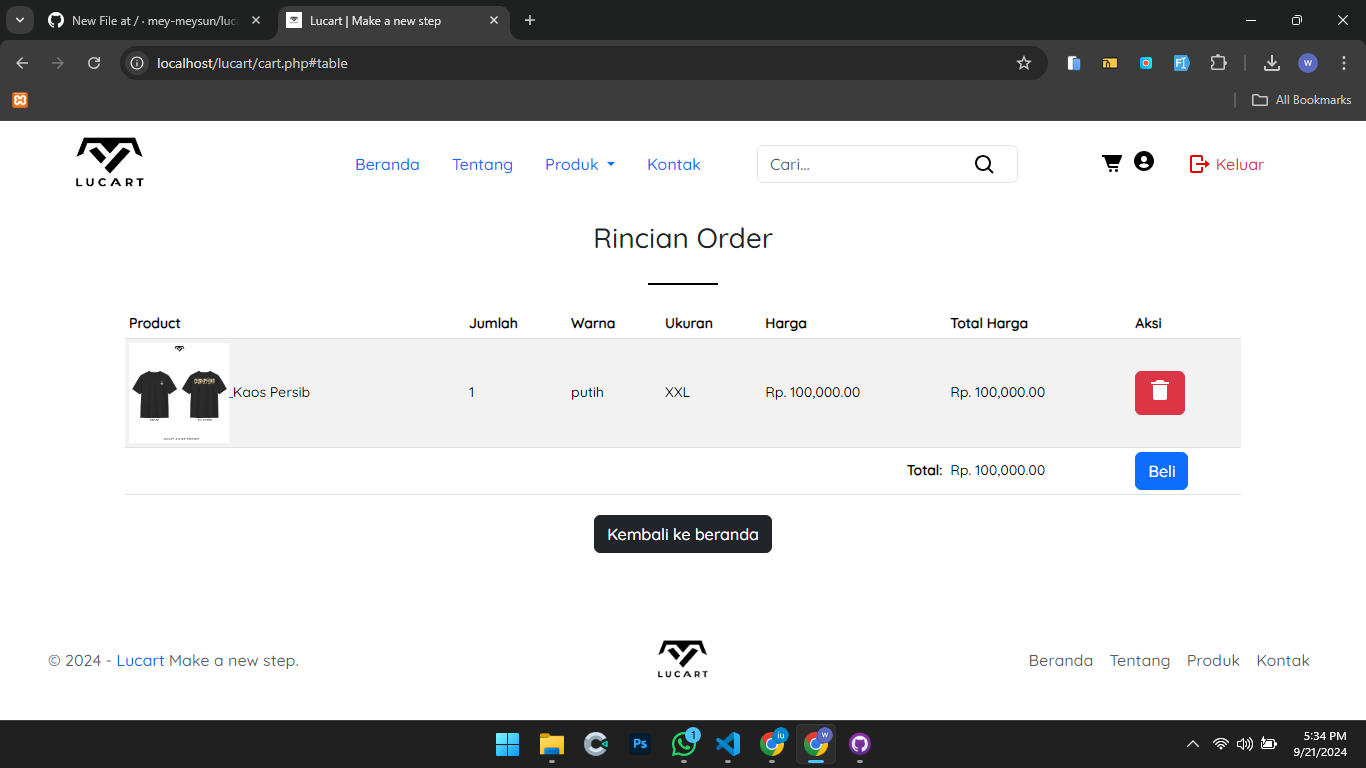 New File at / · mey-meysun/luc
Lucart | Make a new step
localhost/lucart/cart.php#table
W
All Bookmarks
LUCART
Beranda
Tentang
Produk
Kontak
Cari...
Keluar
Rincian Order
Product Jumlah Warna Ukuran Harga Total Harga Aksi
_Kaos Persib 1 putih XXL Rp. 100,000.00 Rp. 100,000.00
Total: Rp. 100,000.00 Beli
Kembali ke beranda
© 2024 - Lucart Make a new step.
LUCART
Beranda Tentang Produk Kontak
Ps
1
iu
W
5:34 PM
9/21/2024